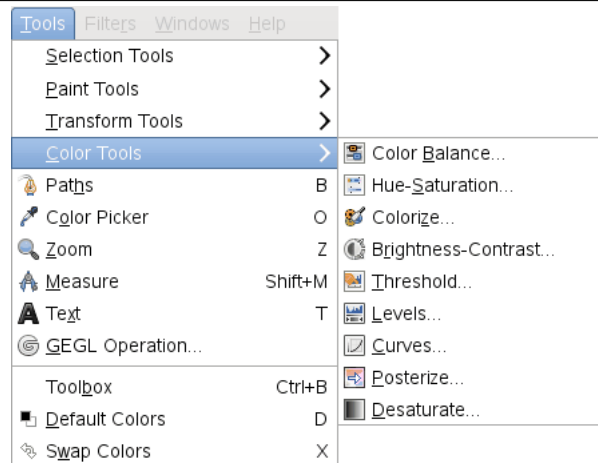 Tools Filters Windows Help
Selection Tools
Paint Tools
Transform Tools
Color Tools
Paths B
Color Picker O
Zoom Z
Measure Shift+M
Text T
GEGL Operation...
Toolbox Ctrl+B
Default Colors D
Swap Colors X
Color Balance...
Hue-Saturation...
Colorize...
Brightness-Contrast...
Threshold...
Levels...
Curves...
Posterize...
Desaturate...